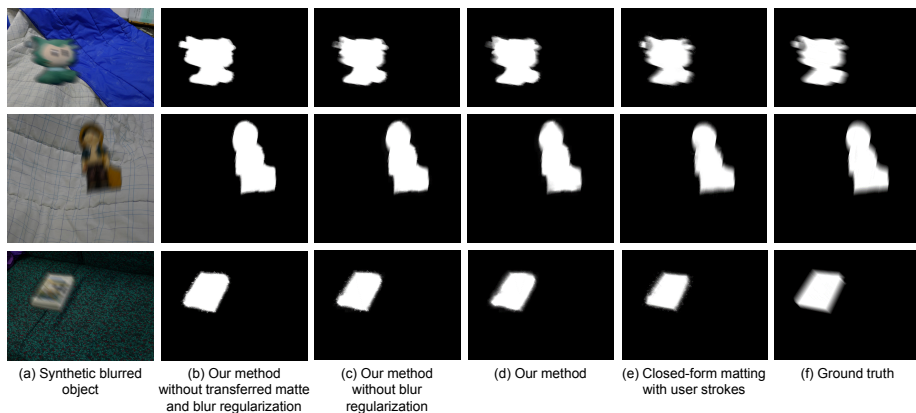 (a) Synthetic blurred
object
(b) Our method
without transferred matte
and blur regularization
(c) Our method
without blur
regularization
(d) Our method
(e) Closed-form matting
with user strokes
(f) Ground truth